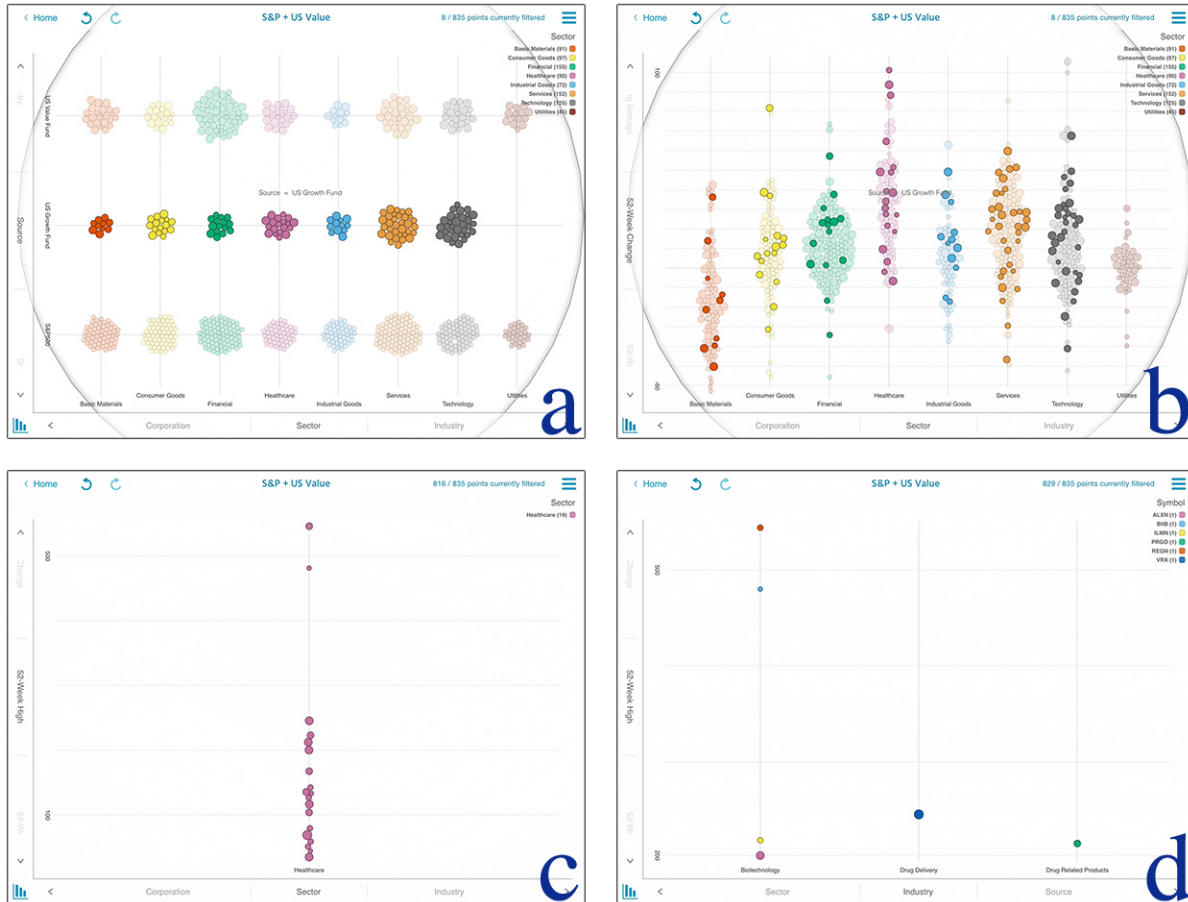 Home
S&P + US Value
8 / 835 points currently filtered
Sector
Basic Materials (91)
Consumer Goods (97)
Financial (155)
Healthcare (90)
Industrial Goods (72)
Services (152)
Technology (125)
Utilities (45)
US Value Fund
Source = US Growth Fund
Source
US Growth Fund
S&P500
Basic Materials
Consumer Goods
Financial
Healthcare
Industrial Goods
Services
Technology
Utilities
Corporation
Sector
Industry
a
Home
S&P + US Value
8 / 835 points currently filtered
Sector
Basic Materials (91)
Consumer Goods (97)
Financial (155)
Healthcare (90)
Industrial Goods (72)
Services (152)
Technology (125)
Utilities (45)
100
US Growth Fund
52-Week Change
-60
Basic Materials
Consumer Goods
Financial
Healthcare
Industrial Goods
Services
Technology
Utilities
Corporation
Sector
Industry
b
Home
S&P + US Value
816 / 835 points currently filtered
Sector
Healthcare (19)
500
Change
52-Week High
100
52-W
Healthcare
Corporation
Sector
Industry
c
Home
S&P + US Value
829 / 835 points currently filtered
Symbol
ALXN (1)
BIIB (1)
ILMN (1)
PRGO (1)
REGN (1)
VRX (1)
500
Change
52-Week High
52-W
200
Biotechnology
Drug Delivery
Drug Related Products
Sector
Industry
Source
d